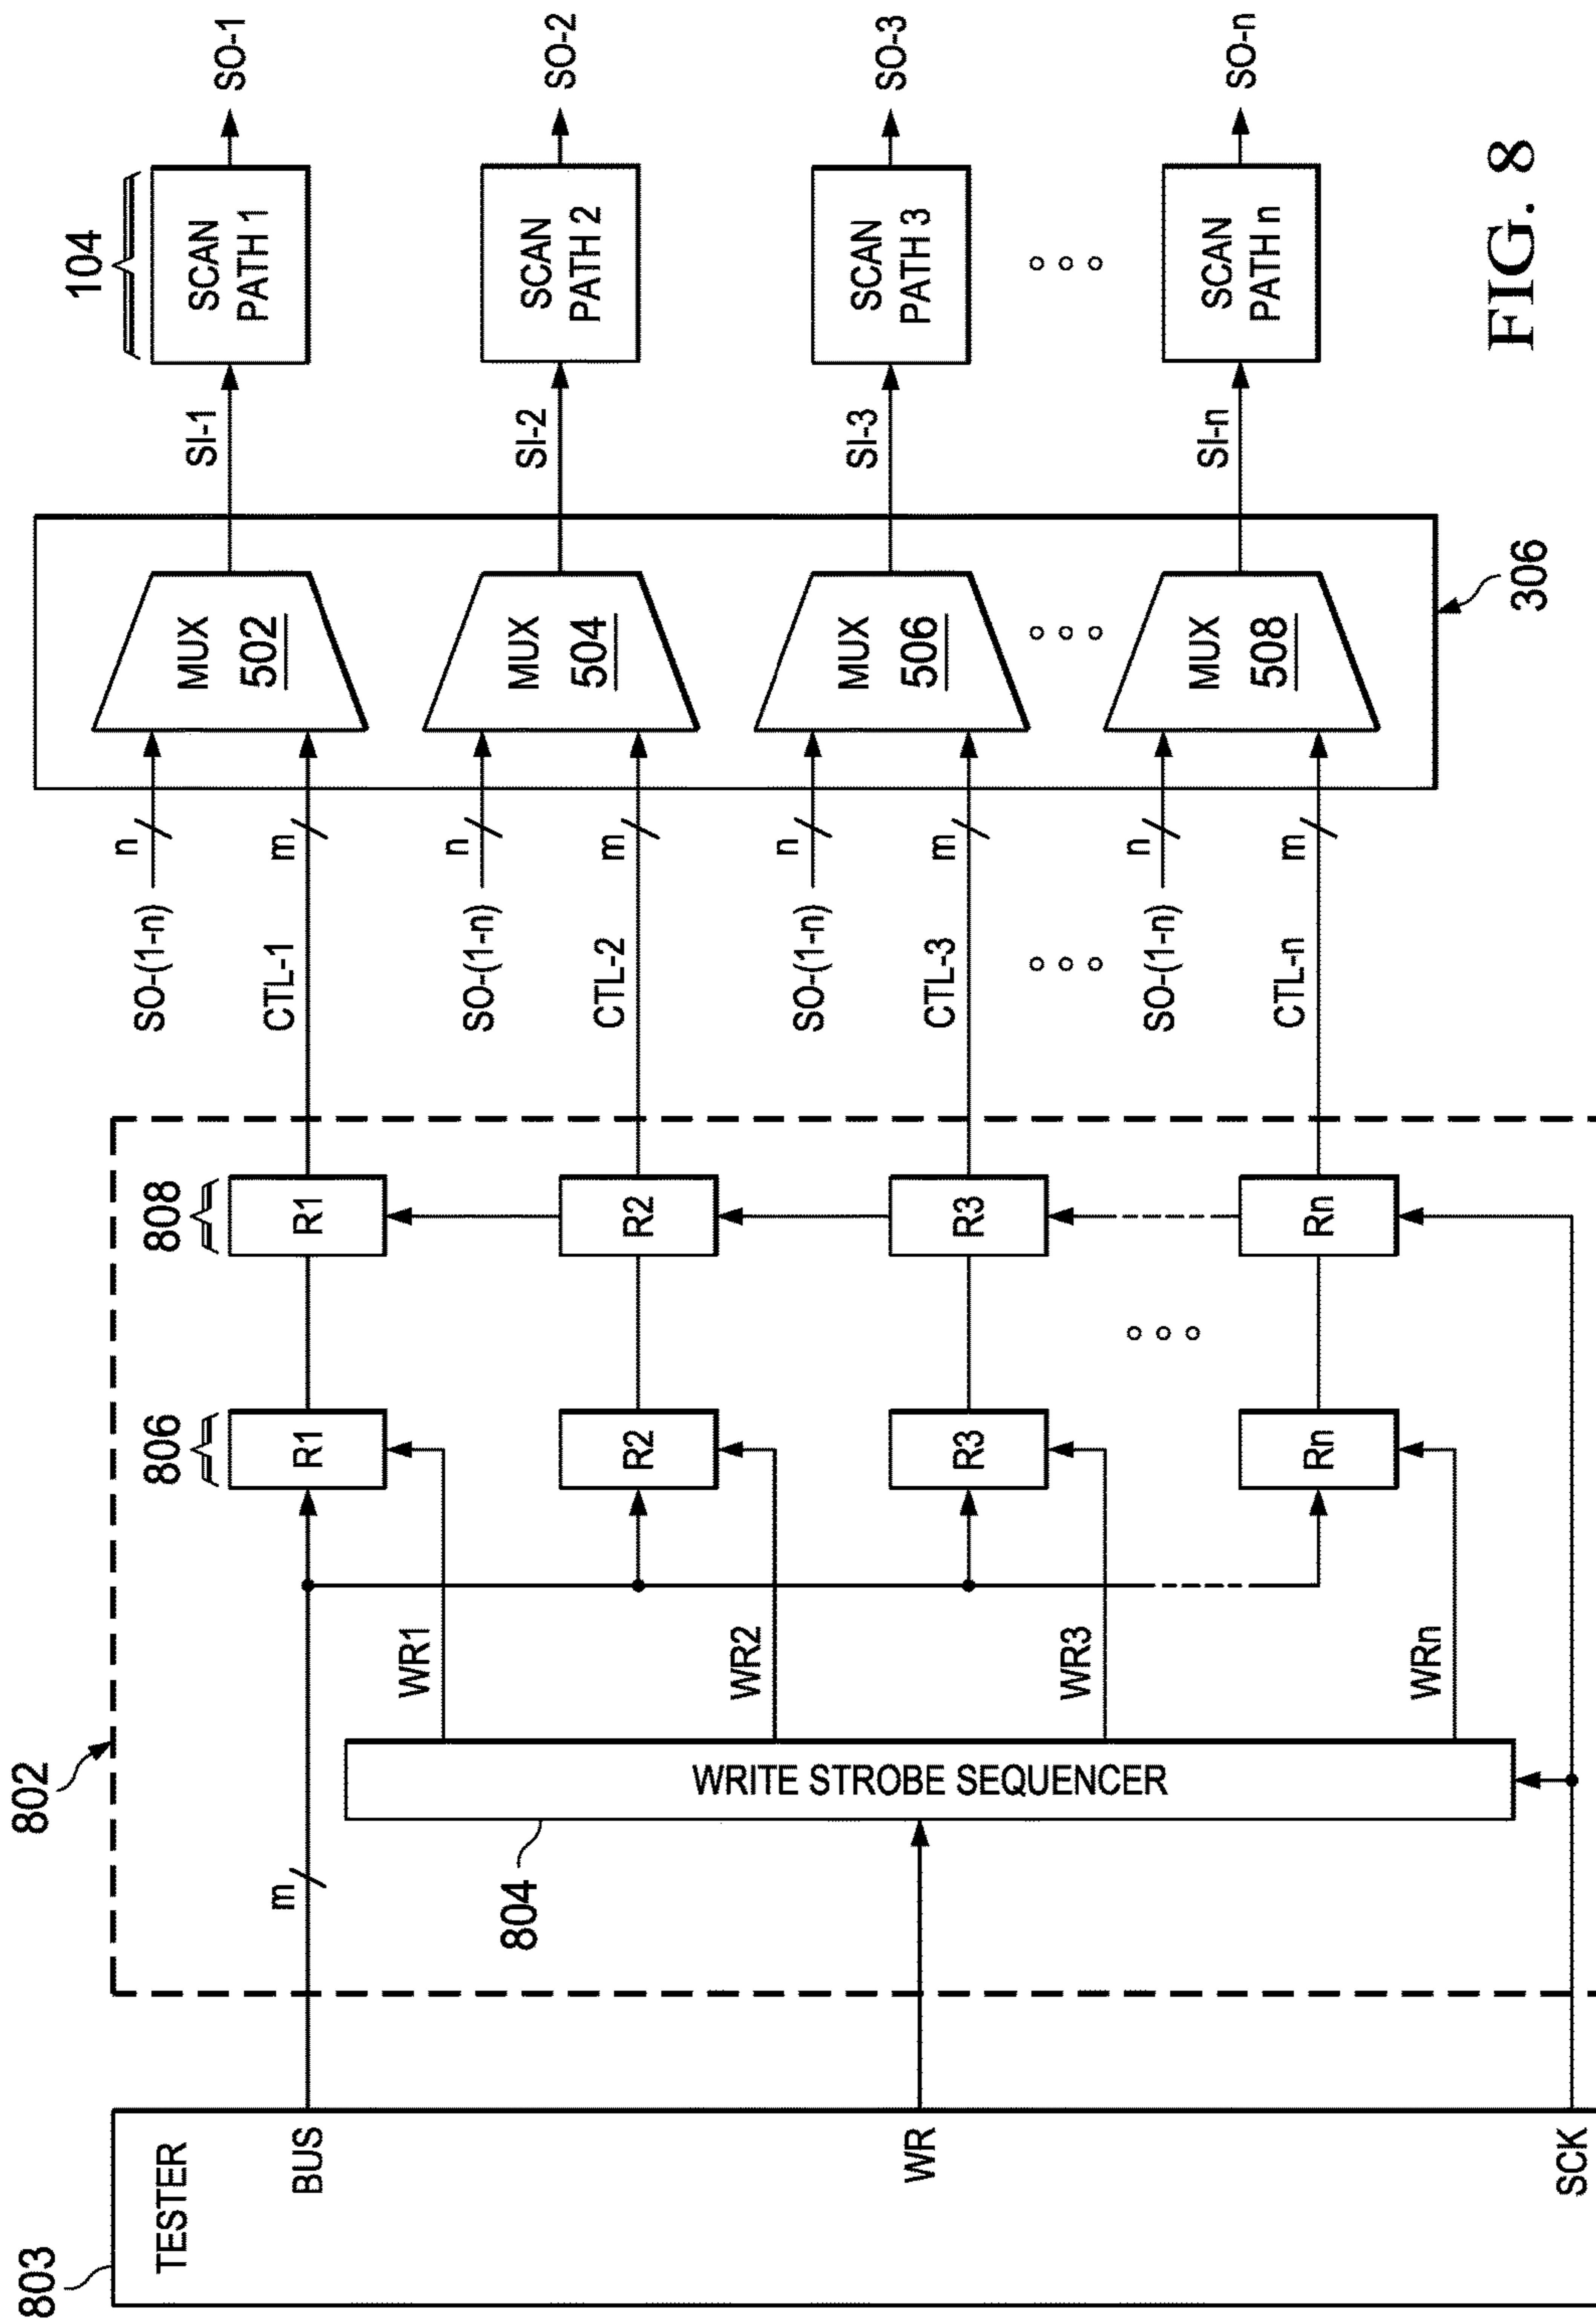 803
TESTER
BUS
WR
SCK
802
m
804
WRITE STROBE SEQUENCER
WR1
WR2
WR3
WRn
806
R1
R2
R3
Rn
808
R1
R2
R3
Rn
SO-(1-n)
n
CTL-1
m
SO-(1-n)
n
CTL-2
m
SO-(1-n)
n
CTL-3
m
SO-(1-n)
n
CTL-n
m
MUX
502
MUX
504
MUX
506
MUX
508
306
SI-1
SI-2
SI-3
SI-n
104
SCAN
PATH 1
SCAN
PATH 2
SCAN
PATH 3
SCAN
PATH n
SO-1
SO-2
SO-3
SO-n
FIG. 8